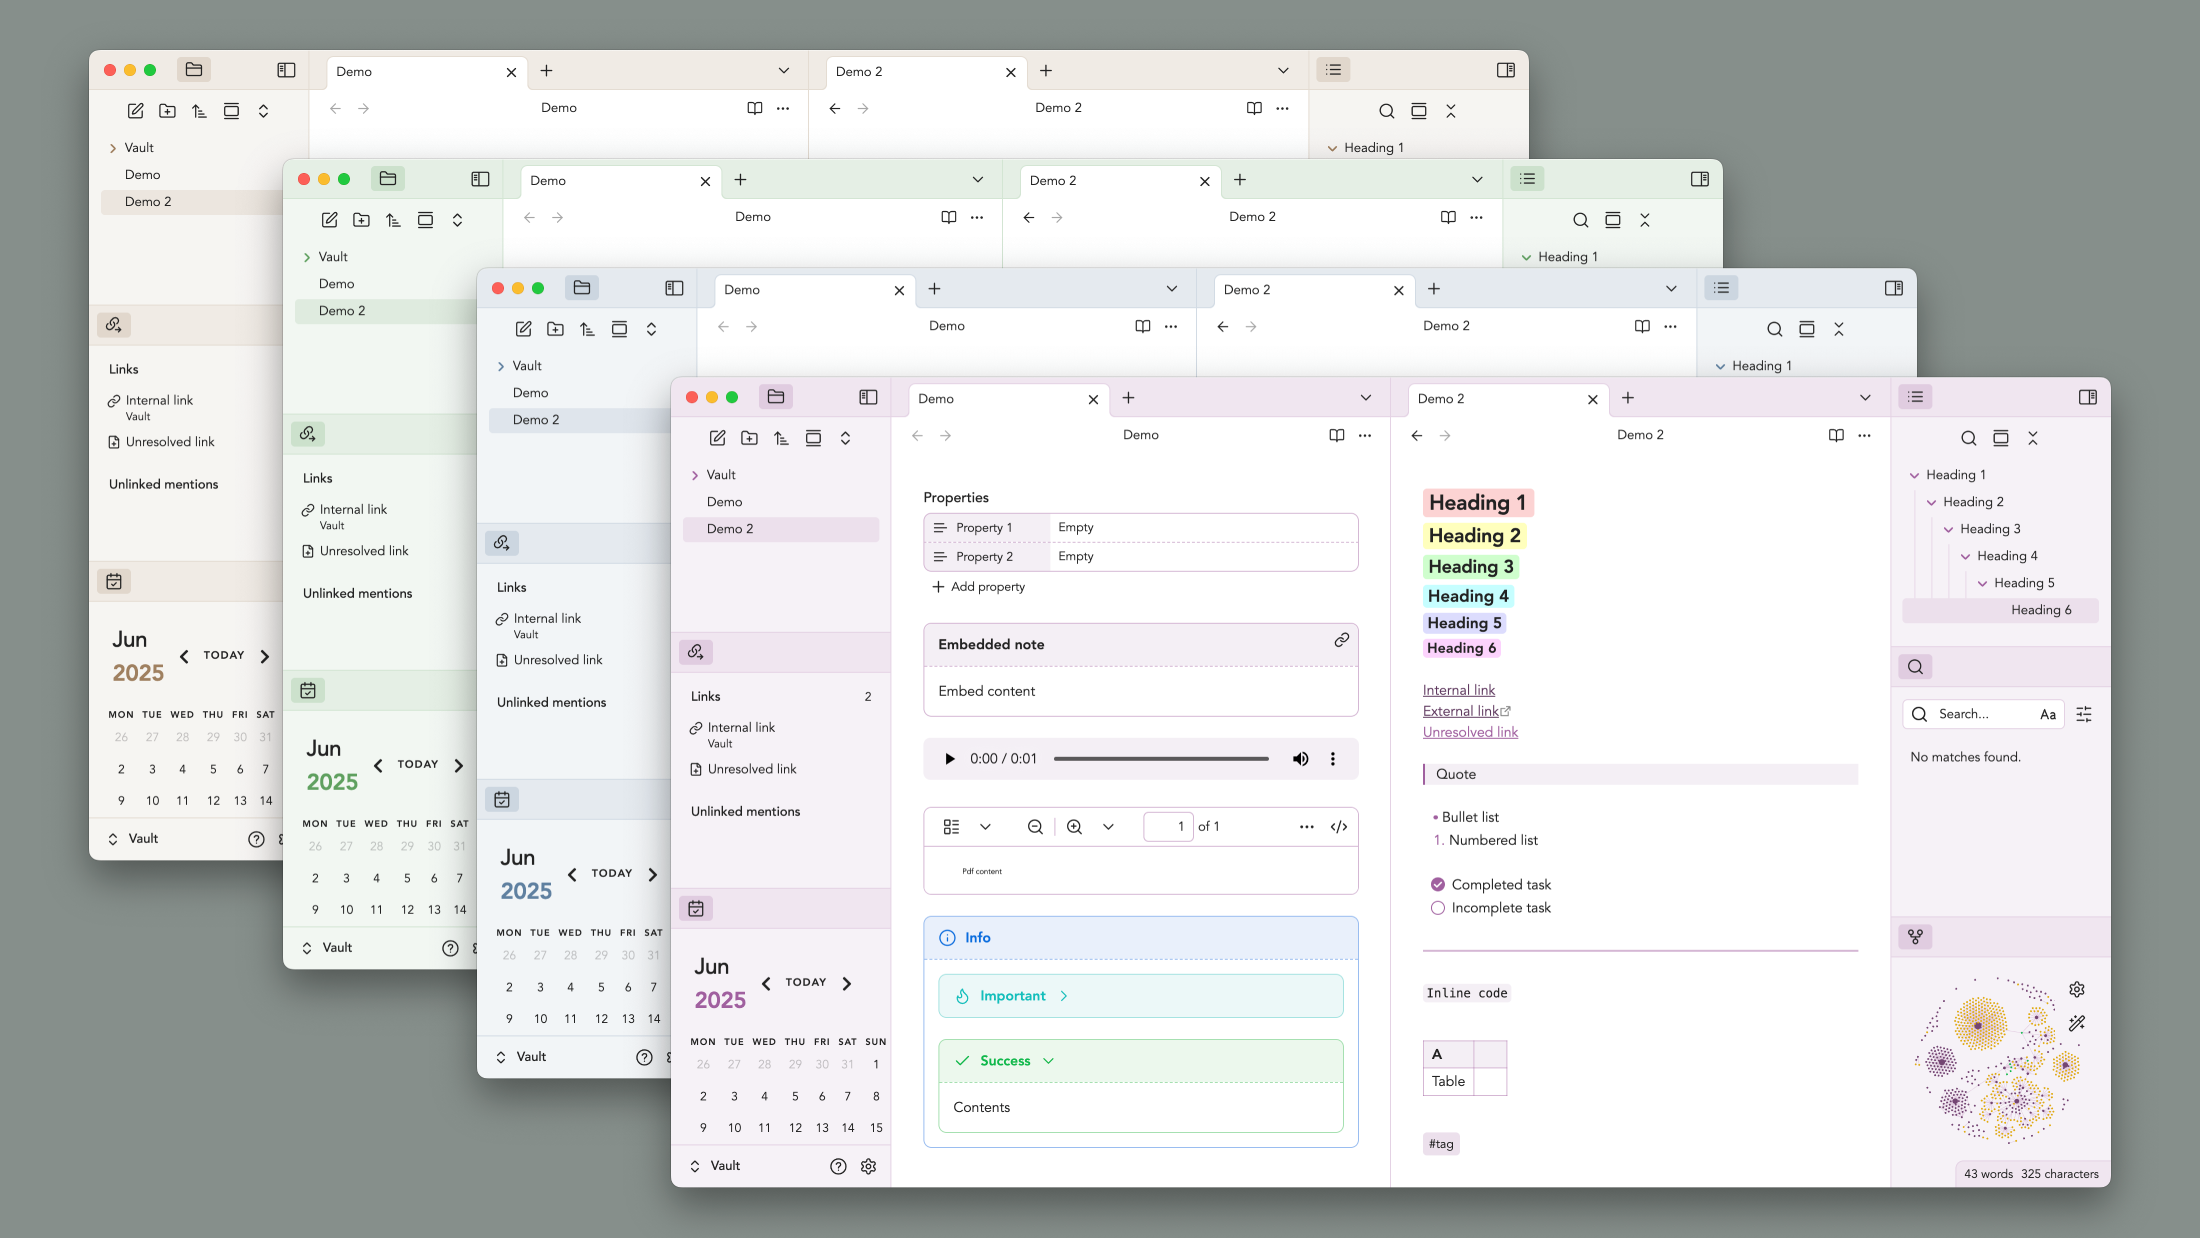 Demo
Demo 2
Demo
Demo 2
Vault
Demo
Demo 2
Heading 1
Links
Internal link
Vault
Unresolved link
Unlinked mentions
Jun
2025
TODAY
MON TUE WED THU FRI SAT
26 27 28 29 30 31
2 3 4 5 6 7
9 10 11 12 13 14
Vault
Demo
Demo 2
Demo
Demo 2
Vault
Demo
Demo 2
Heading 1
Links
Internal link
Vault
Unresolved link
Unlinked mentions
Jun
2025
TODAY
MON TUE WED THU FRI SAT
26 27 28 29 30 31
2 3 4 5 6 7
9 10 11 12 13 14
Vault
Demo
Demo 2
Demo
Demo 2
Vault
Demo
Demo 2
Heading 1
Links
Internal link
Vault
Unresolved link
Unlinked mentions
Jun
2025
TODAY
MON TUE WED THU FRI SAT
26 27 28 29 30 31
2 3 4 5 6 7
9 10 11 12 13 14
Vault
Demo
Demo 2
Demo
Demo 2
Vault
Demo
Demo 2
Links 2
Internal link
Vault
Unresolved link
Unlinked mentions
Jun
2025
TODAY
MON TUE WED THU FRI SAT SUN
26 27 28 29 30 31 1
2 3 4 5 6 7 8
9 10 11 12 13 14 15
Vault
Properties
Property 1 Empty
Property 2 Empty
Add property
Embedded note
Embed content
0:00 / 0:01
1 of 1
Pdf content
Info
Important
Success
Contents
Heading 1
Heading 2
Heading 3
Heading 4
Heading 5
Heading 6
Internal link
External link
Unresolved link
Quote
• Bullet list
1. Numbered list
Completed task
Incomplete task
Inline code
A
Table
#tag
Heading 1
Heading 2
Heading 3
Heading 4
Heading 5
Heading 6
Search... Aa
No matches found.
43 words 325 characters